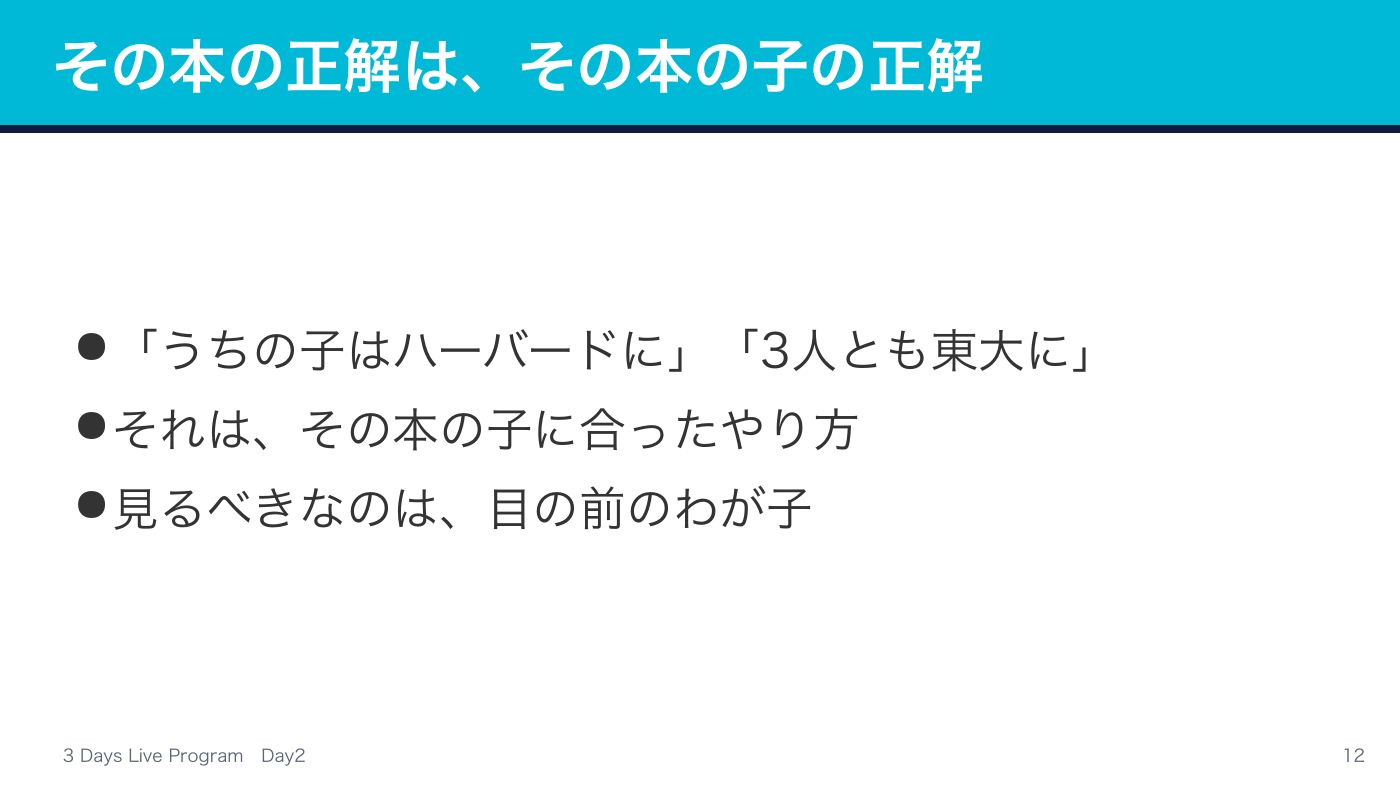 その本の正解は、その本の子の正解
●「うちの子はハーバードに」「3人とも東大に」
●それは、その本の子に合ったやり方
●見るべきなのは、目の前のわが子
3 Days Live Program　Day2
12